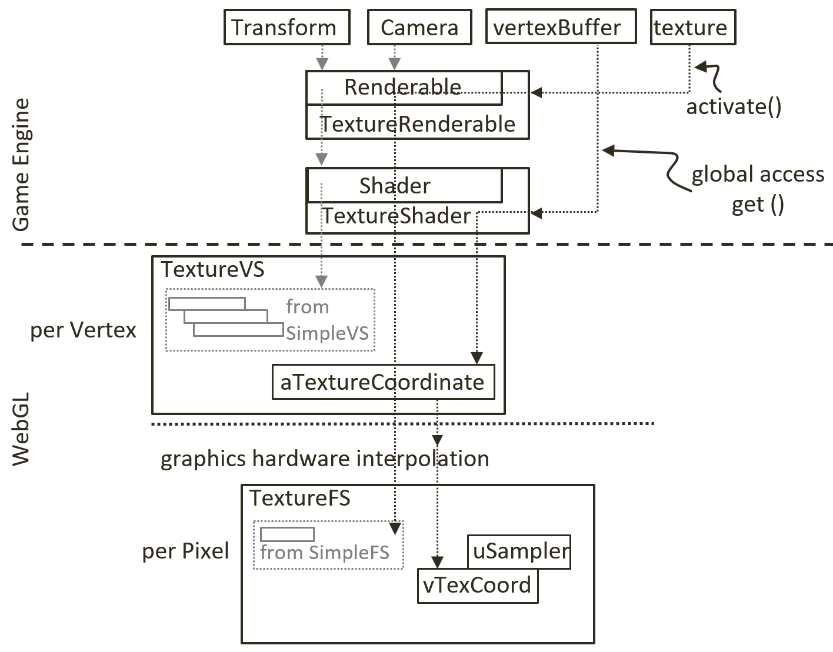 Transform
Camera
vertexBuffer
texture
Renderable
TextureRenderable
activate()
Game Engine
Shader
TextureShader
global access
get ()
TextureVS
from
SimpleVS
per Vertex
aTextureCoordinate
WebGL
graphics hardware interpolation
TextureFS
per Pixel
from SimpleFS
uSampler
vTexCoord